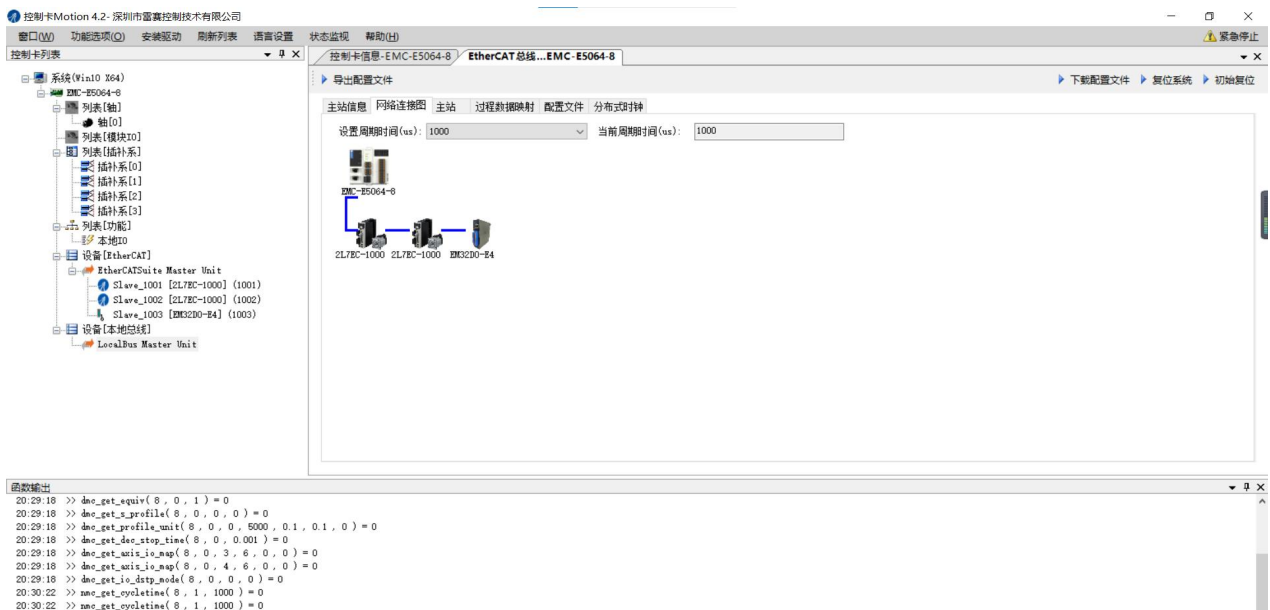 控制卡Motion 4.2- 深圳市雷赛控制技术有限公司
窗口(W) 功能选项(O) 安装驱动 刷新列表 语言设置 状态监视 帮助(H) 紧急停止
控制卡列表
控制卡信息-EMC-E5064-8 EtherCAT总线...EMC-E5064-8
导出配置文件 下载配置文件 复位系统 初始复位
系统(Win10 X64)
EMC-E5064-8
列表[轴]
轴[0]
列表[模块IO]
列表[插补系]
插补系[0]
插补系[1]
插补系[2]
插补系[3]
列表[功能]
本地IO
设备[EtherCAT]
EtherCATSuite Master Unit
Slave_1001 [2L7EC-1000] (1001)
Slave_1002 [2L7EC-1000] (1002)
Slave_1003 [EM32DO-E4] (1003)
设备[本地总线]
LocalBus Master Unit
主站信息 网络连接图 主站 过程数据映射 配置文件 分布式时钟
设置周期时间(us): 1000 当前周期时间(us): 1000
EMC-E5064-8
2L7EC-1000 2L7EC-1000 EM32DO-E4
函数输出
20:29:18 >> dmc_get_equiv( 8 , 0 , 1 ) = 0
20:29:18 >> dmc_get_s_profile( 8 , 0 , 0 , 0 ) = 0
20:29:18 >> dmc_get_profile_unit( 8 , 0 , 0 , 5000 , 0.1 , 0.1 , 0 ) = 0
20:29:18 >> dmc_get_dec_stop_time( 8 , 0 , 0.001 ) = 0
20:29:18 >> dmc_get_axis_io_map( 8 , 0 , 3 , 6 , 0 , 0 ) = 0
20:29:18 >> dmc_get_axis_io_map( 8 , 0 , 4 , 6 , 0 , 0 ) = 0
20:29:18 >> dmc_get_io_dstp_mode( 8 , 0 , 0 , 0 ) = 0
20:30:22 >> nmc_get_cycletime( 8 , 1 , 1000 ) = 0
20:30:22 >> nmc_get_cycletime( 8 , 1 , 1000 ) = 0